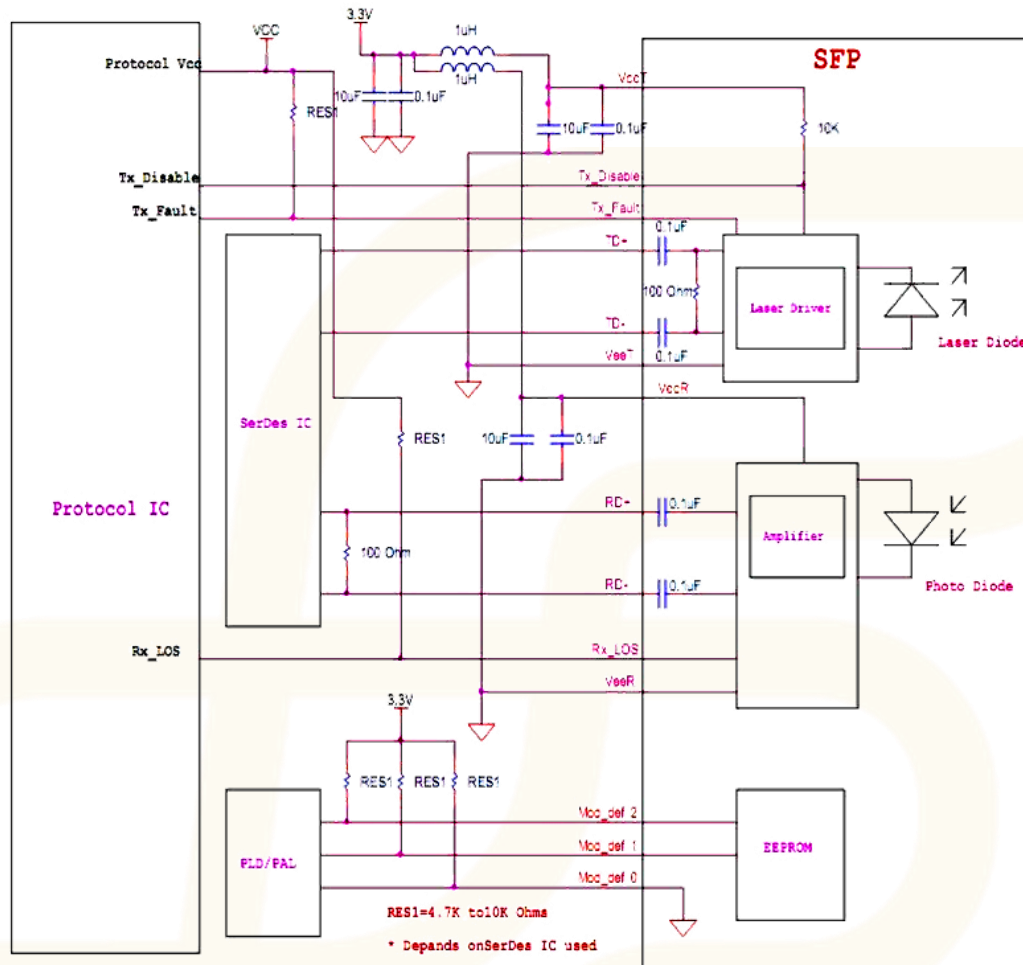 3.3V
VCC
1uH
SFP
Protocol Vcc
1uH
VccT
10uF
0.1uF
RES1
10uF
0.1uF
10K
Tx_Disable
Tx_Disable
Tx_Fault
Tx_Fault
0.1uF
TD+
100 Ohm
Laser Driver
TD-
0.1uF
Laser Diode
VeeT
VccR
SerDes IC
RES1
10uF
0.1uF
Protocol IC
RD+
0.1uF
Amplifier
100 Ohm
RD-
0.1uF
Photo Diode
Rx_LOS
Rx_LOS
VeeR
3.3V
RES1
RES1
RES1
Mod_def 2
PLD/PAL
Mod_def 1
EEPROM
Mod_def 0
RES1=4.7K to10K Ohms
* Depands onSerDes IC used